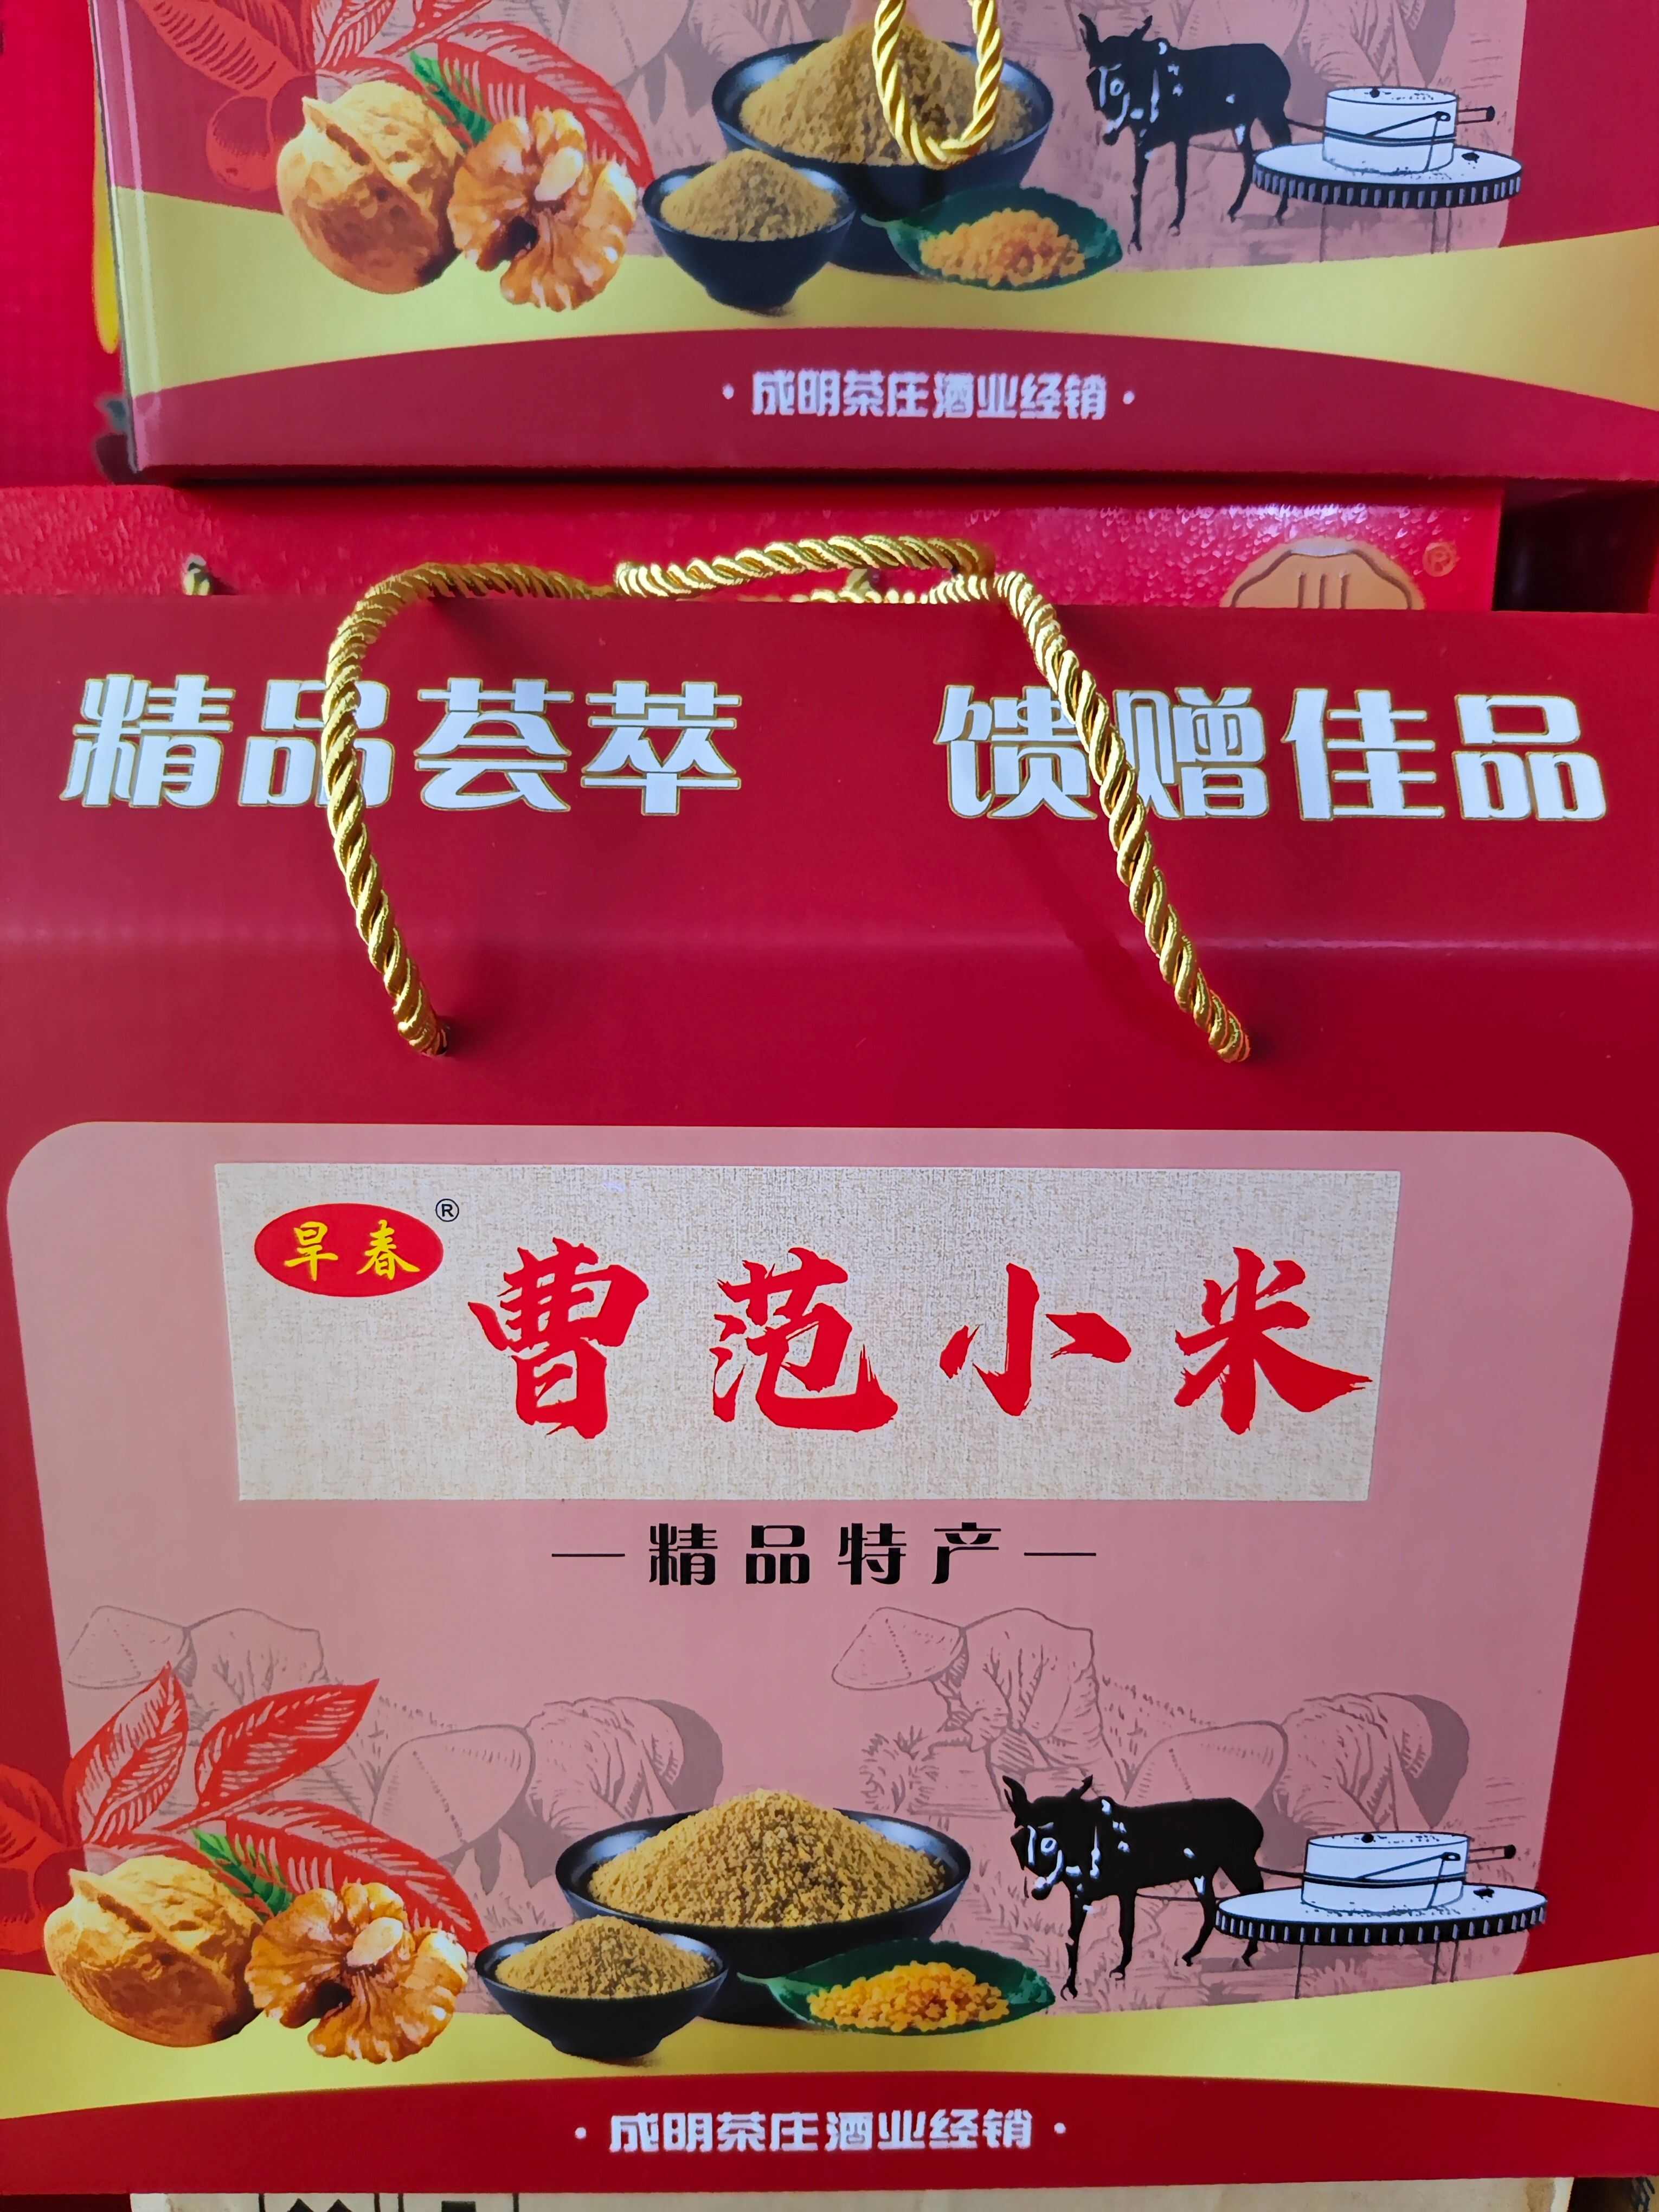 ·成明茶庄酒业经销·
®
精品荟萃 馈赠佳品
旱春®
曹范小米
—精品特产—
·成明茶庄酒业经销·